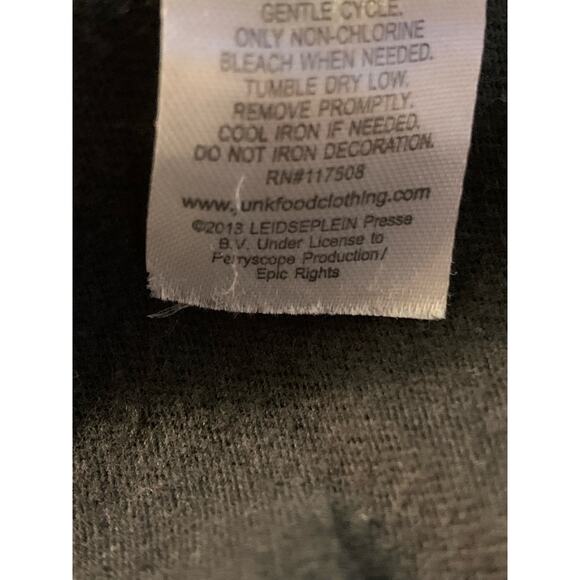 GENTLE CYCLE.
ONLY NON-CHLORINE
BLEACH WHEN NEEDED.
TUMBLE DRY LOW.
REMOVE PROMPTLY.
COOL IRON IF NEEDED.
DO NOT IRON DECORATION.
RN#117508
www.junkfoodclothing.com
©2013 LEIDSEPLEIN Presse
B.V. Under License to
Perryscope Production/
Epic Rights